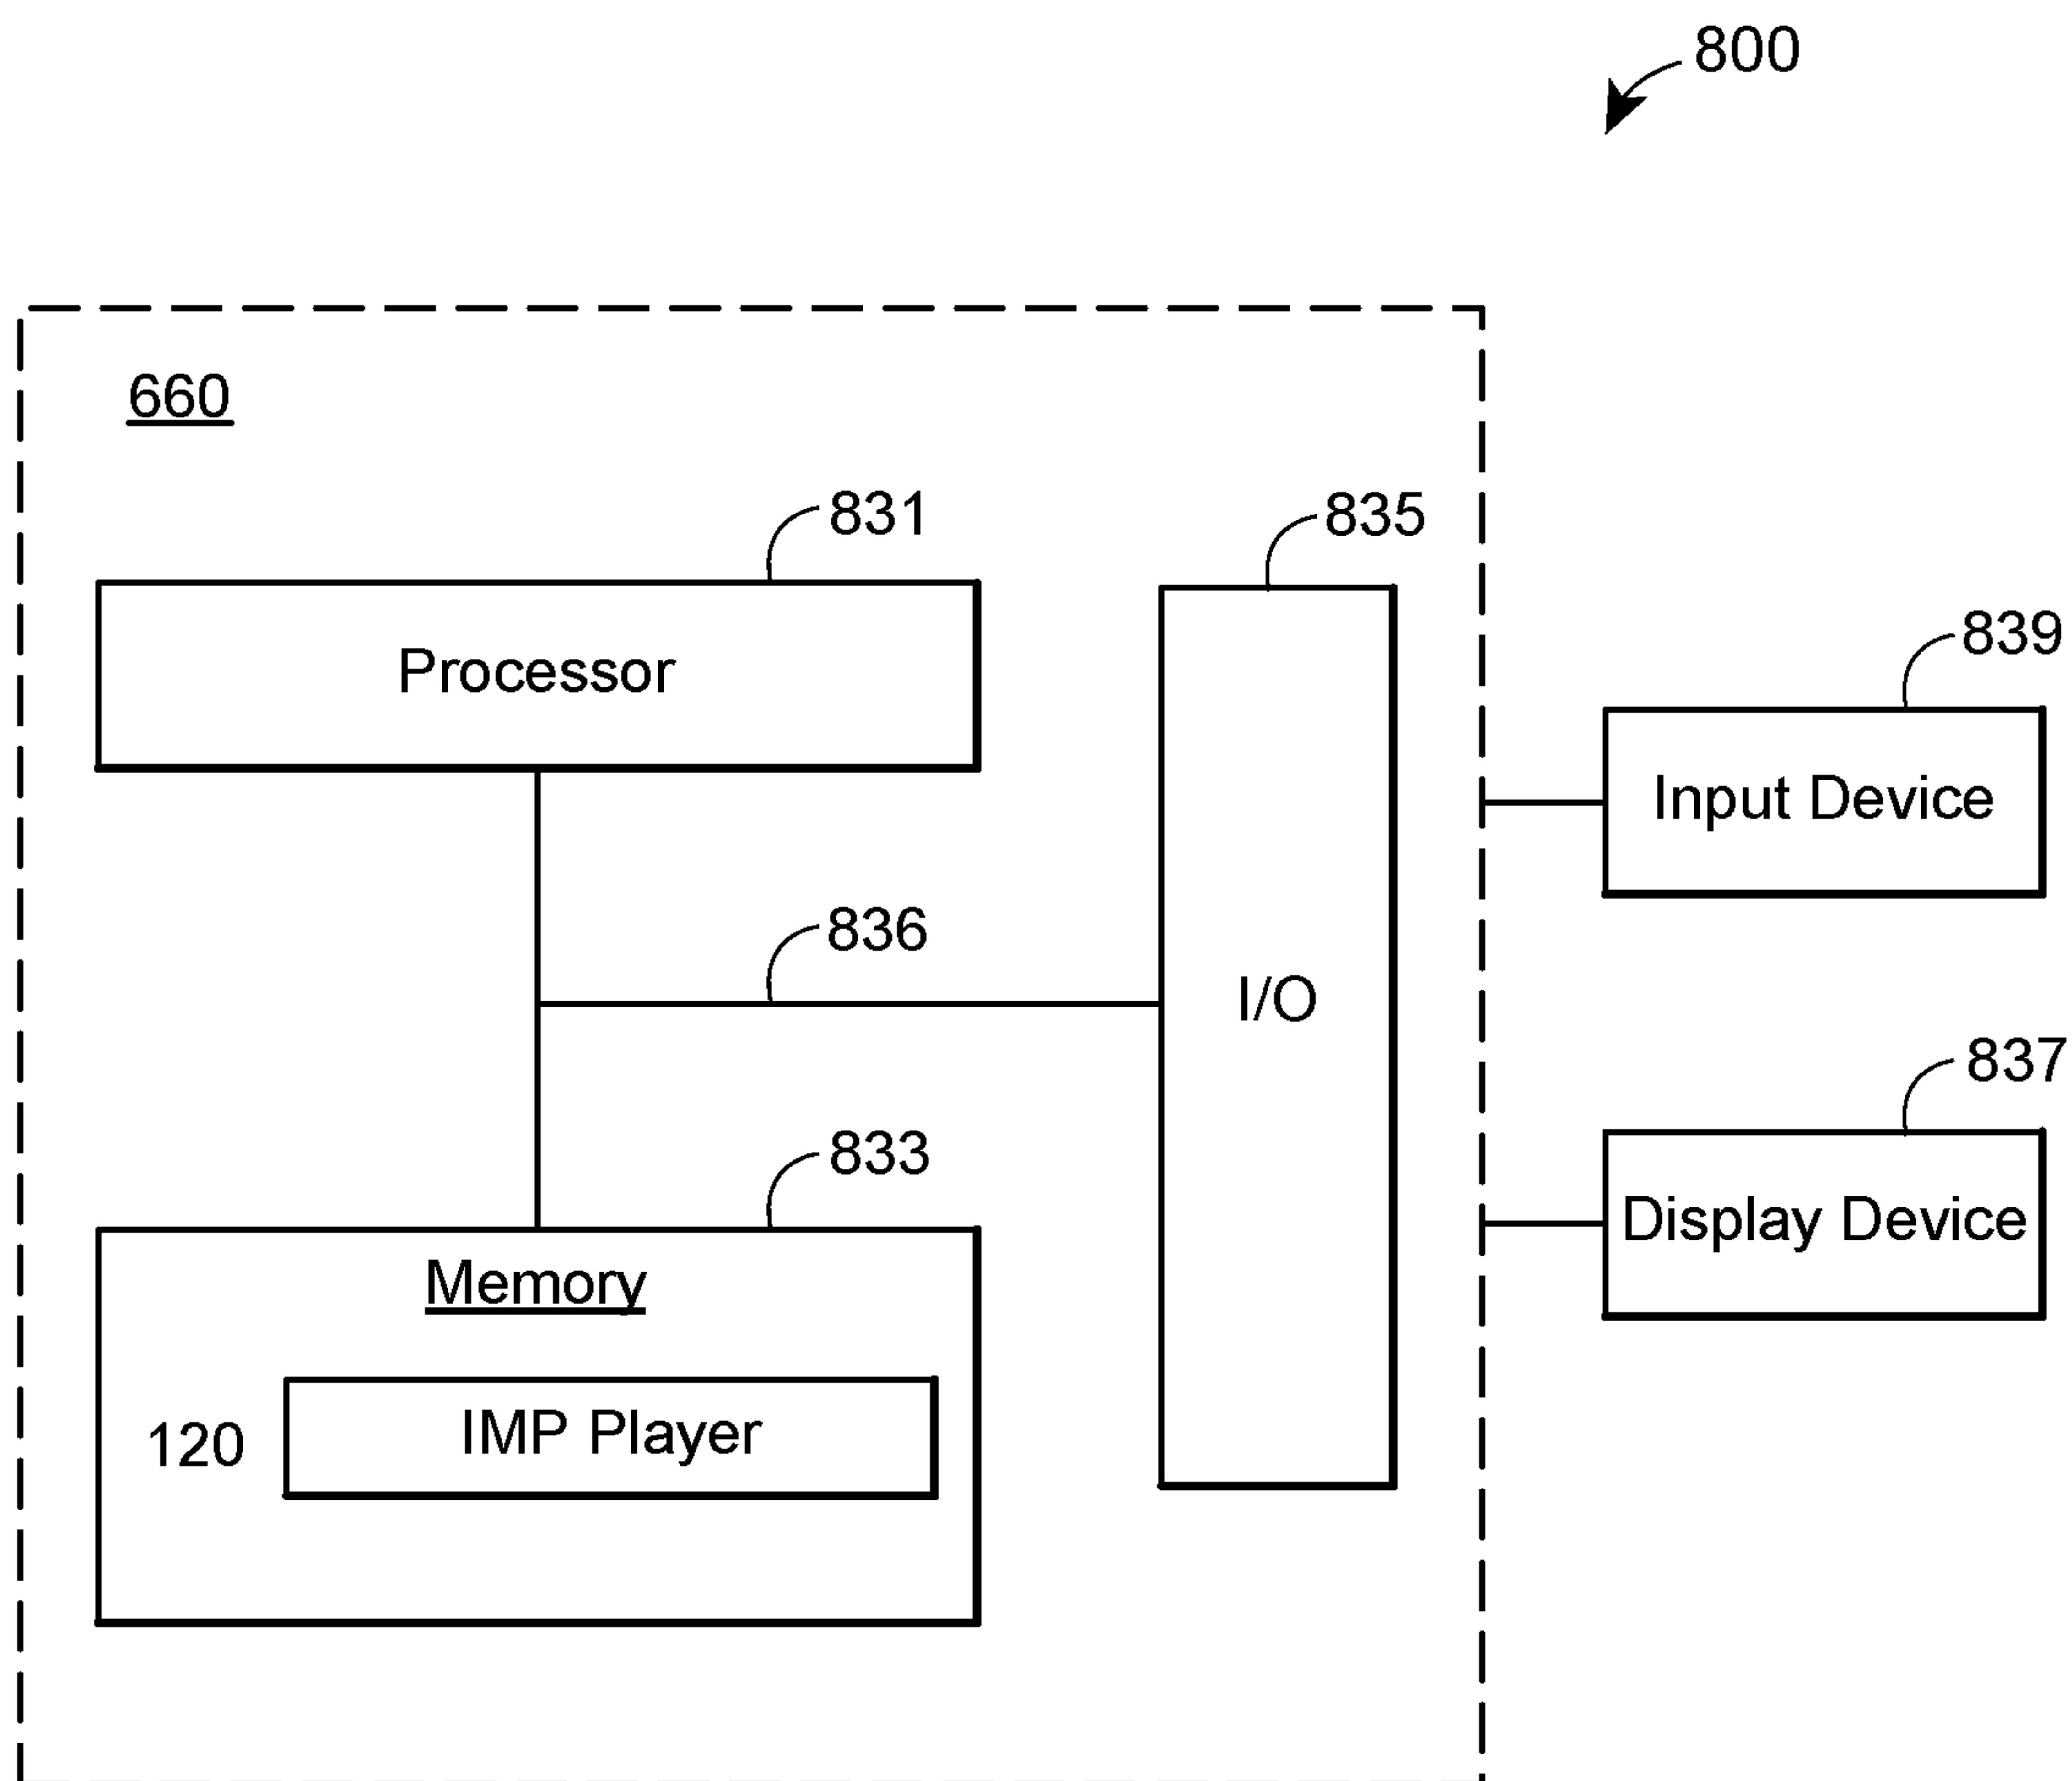 800
660
831
835
Processor
839
Input Device
836
I/O
837
833
Display Device
Memory
120
IMP Player